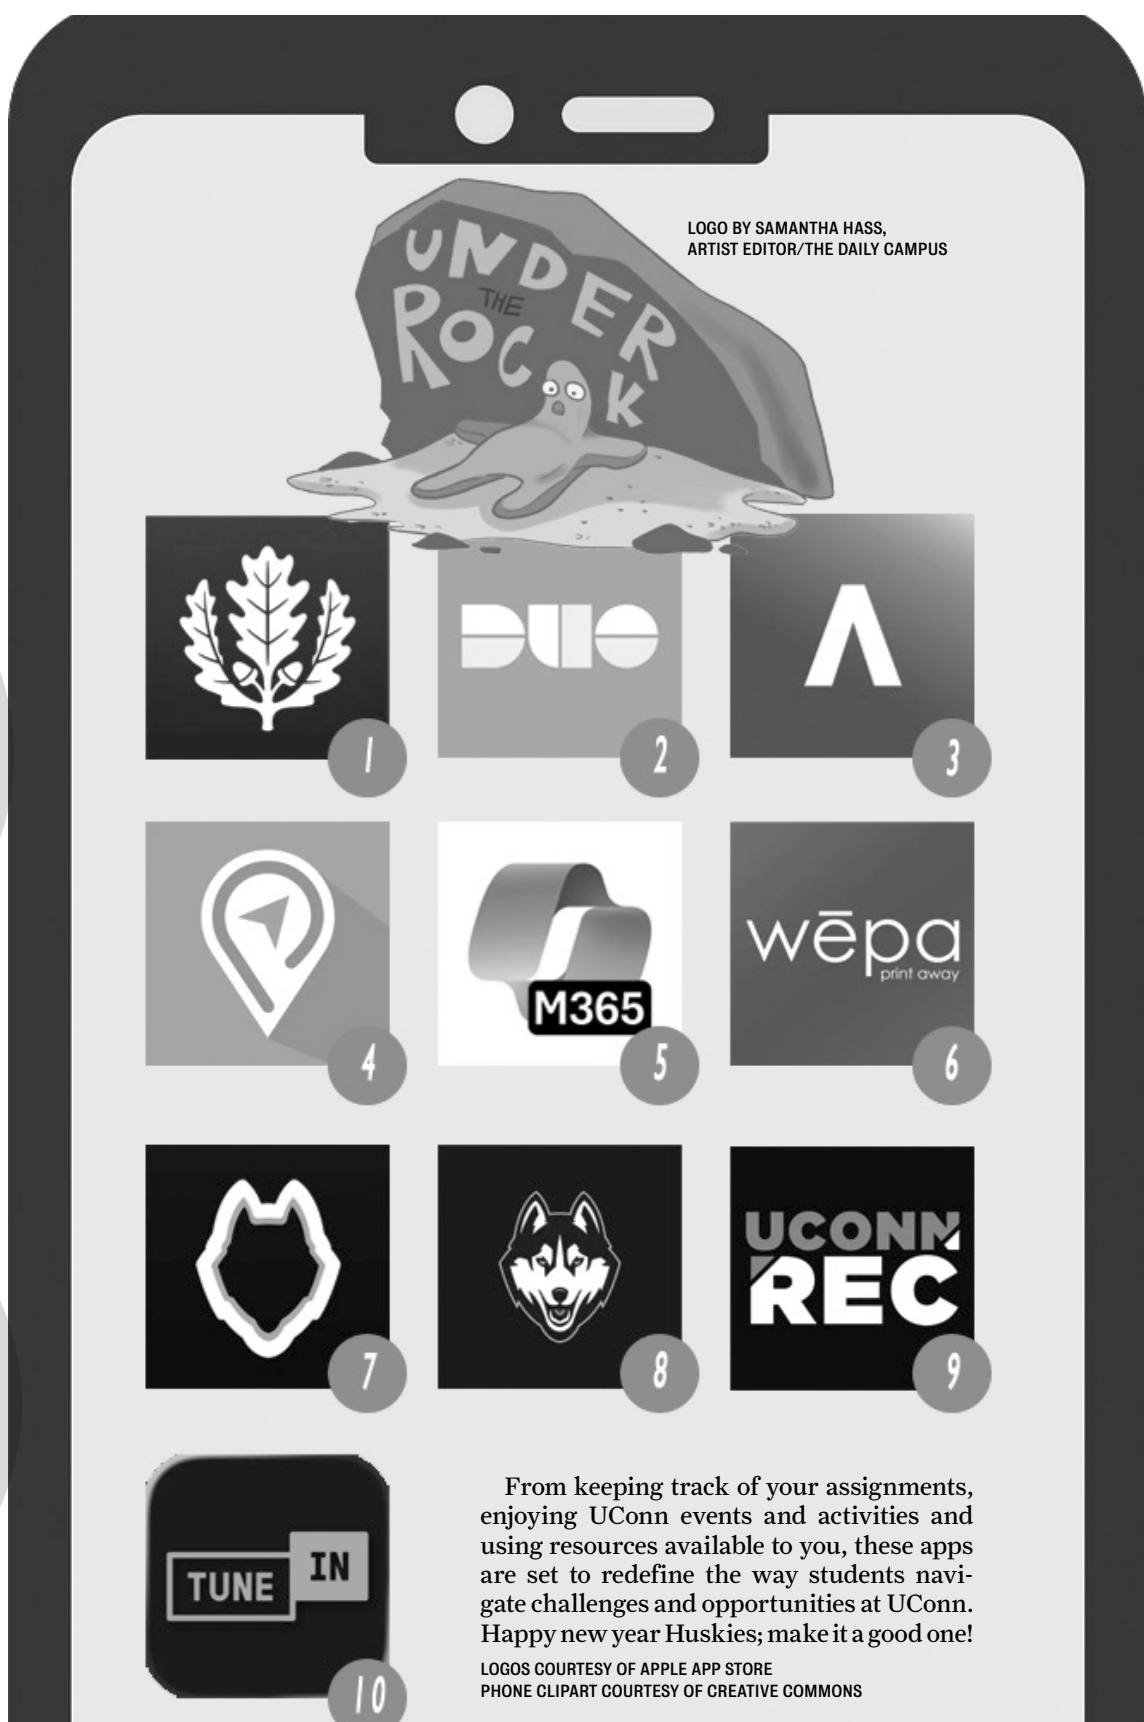 LOGO BY SAMANTHA HASS,
ARTIST EDITOR/THE DAILY CAMPUS
UNDER
THE
ROCK
DUO
1
2
3
M365
wēpa
print away
4
5
6
UCONN
REC
7
8
9
TUNE IN
10
From keeping track of your assignments,
enjoying UConn events and activities and
using resources available to you, these apps
are set to redefine the way students navi-
gate challenges and opportunities at UConn.
Happy new year Huskies; make it a good one!
LOGOS COURTESY OF APPLE APP STORE
PHONE CLIPART COURTESY OF CREATIVE COMMONS